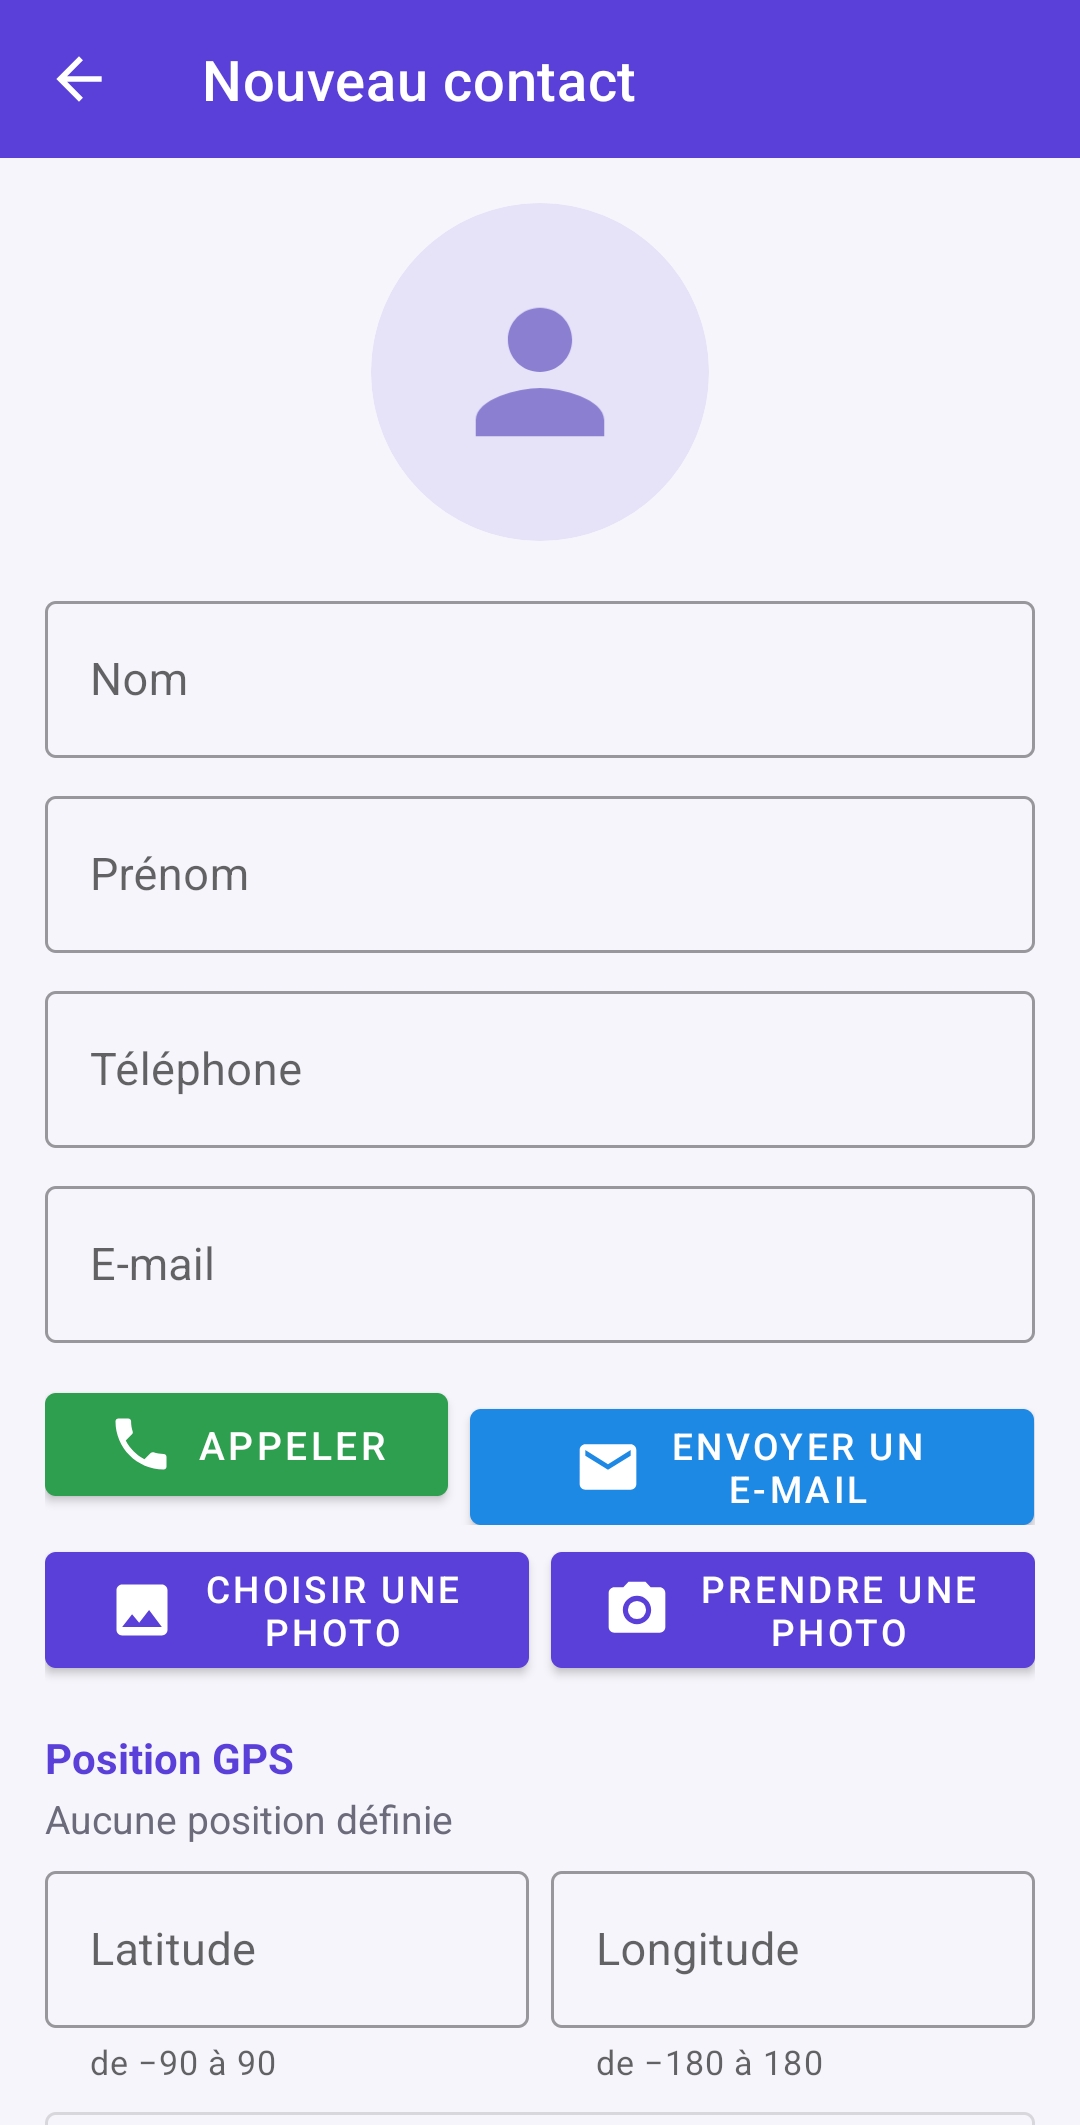 Nouveau contact
Nom
Prénom
Téléphone
E-mail
APPELER
ENVOYER UN
E-MAIL
CHOISIR UNE
PHOTO
PRENDRE UNE
PHOTO
Position GPS
Aucune position définie
Latitude
Longitude
de −90 à 90
de −180 à 180